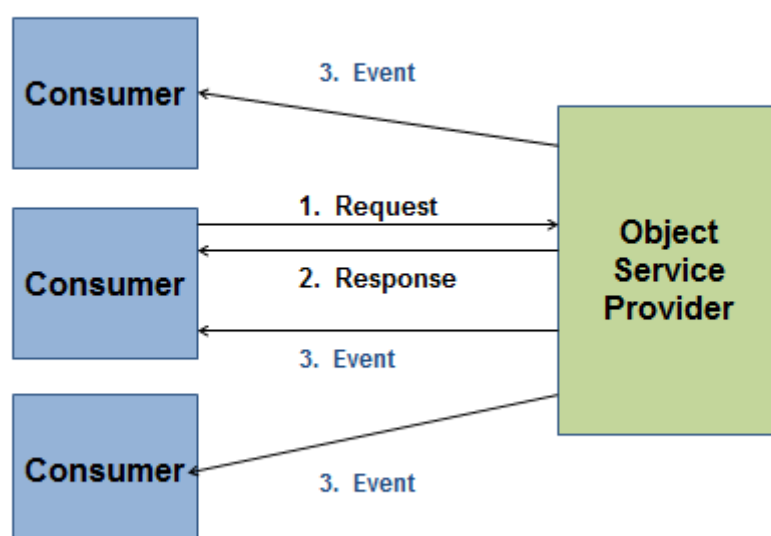 Consumer
3. Event
1. Request
Consumer
2. Response
3. Event
Object
Service
Provider
Consumer
3. Event